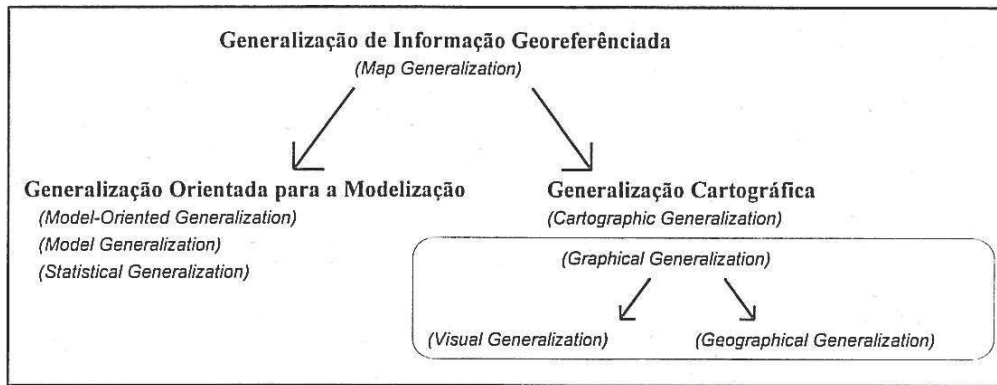 Generalização de Informação Georeferênciada
(Map Generalization)
Generalização Orientada para a Modelização
(Model-Oriented Generalization)
(Model Generalization)
(Statistical Generalization)
Generalização Cartográfica
(Cartographic Generalization)
(Graphical Generalization)
(Visual Generalization)
(Geographical Generalization)